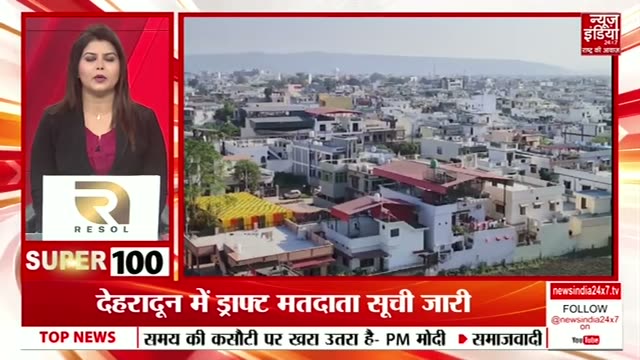 न्यूज़
इंडिया
24x7
राष्ट्र की आवाज़
RESOL
SUPER 100
देहरादून में ड्राफ्ट मतदाता सूची जारी
newsindia24x7.tv
FOLLOW
@newsindia24x7
on
YouTube
TOP NEWS
समय की कसौटी पर खरा उतरा है- PM मोदी
समाजवादी